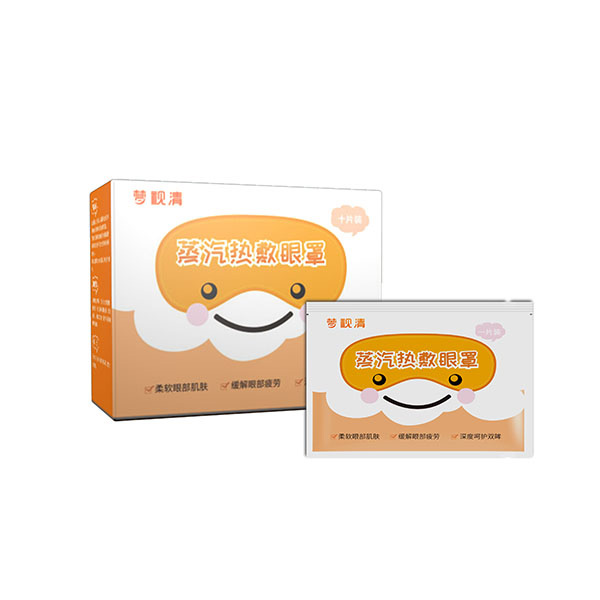 梦视清
十片装
蒸汽热敷眼罩
柔软眼部肌肤
缓解眼部疲劳
梦视清
一片装
蒸汽热敷眼罩
柔软眼部肌肤
缓解眼部疲劳
深度呵护双眸